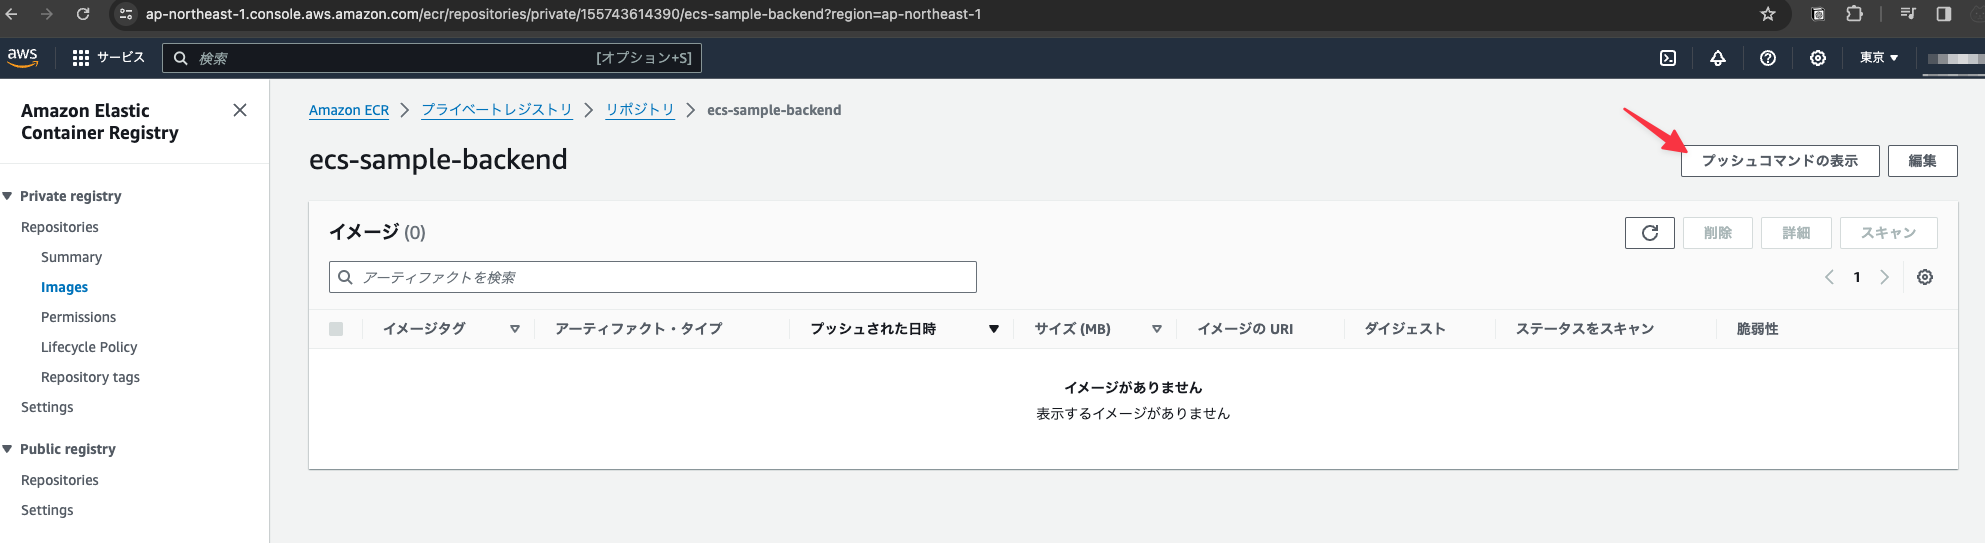 ap-northeast-1.console.aws.amazon.com/ecr/repositories/private/155743614390/ecs-sample-backend?region=ap-northeast-1
aws サービス 検索 [オプション+S] 東京
Amazon Elastic
Container Registry
Private registry
Repositories
Summary
Images
Permissions
Lifecycle Policy
Repository tags
Settings
Public registry
Repositories
Settings
Amazon ECR プライベートレジストリ リポジトリ ecs-sample-backend
ecs-sample-backend プッシュコマンドの表示 編集
イメージ (0) 削除 詳細 スキャン
アーティファクトを検索 1
イメージタグ アーティファクト・タイプ プッシュされた日時 サイズ (MB) イメージの URI ダイジェスト ステータスをスキャン 脆弱性
イメージがありません
表示するイメージがありません